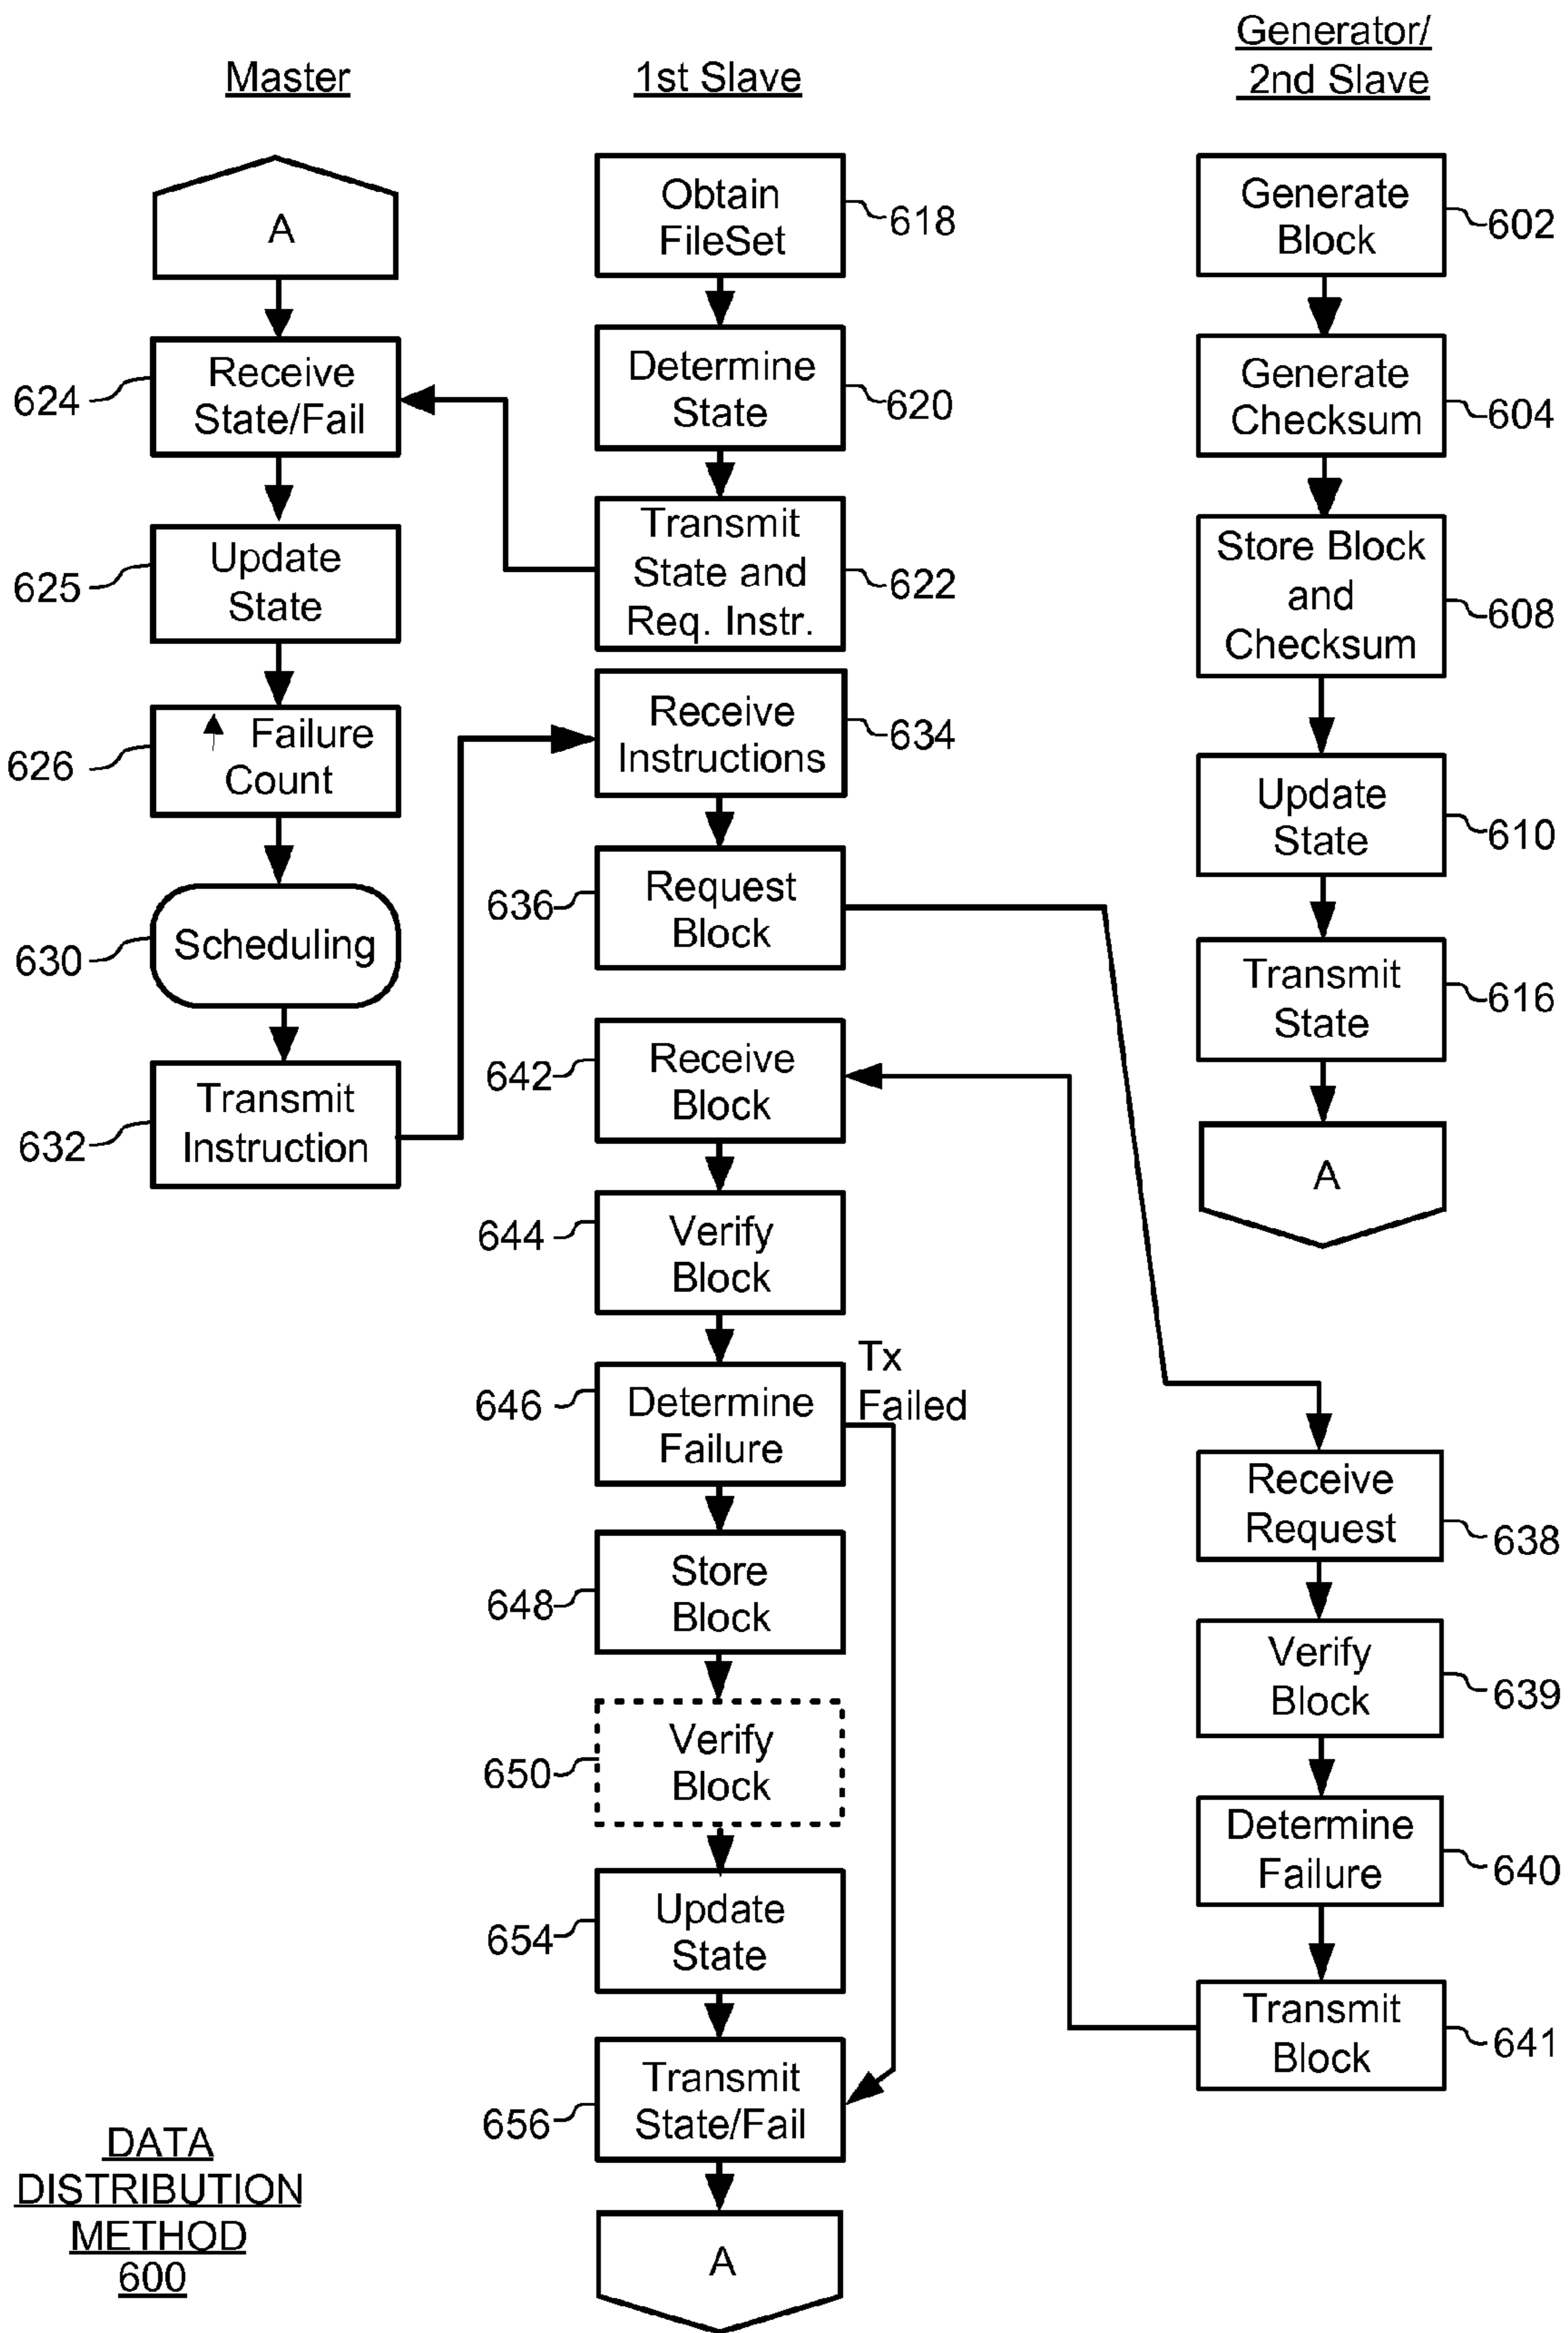 Master
A
624
Receive
State/Fail
625
Update
State
626
Failure
Count
630
Scheduling
632
Transmit
Instruction
1st Slave
Obtain
FileSet
618
Determine
State
620
Transmit
State and
Req. Instr.
622
Receive
Instructions
634
636
Request
Block
642
Receive
Block
644
Verify
Block
646
Determine
Failure
Tx
Failed
648
Store
Block
650
Verify
Block
654
Update
State
656
Transmit
State/Fail
A
Generator/
2nd Slave
Generate
Block
602
Generate
Checksum
604
Store Block
and
Checksum
608
Update
State
610
Transmit
State
616
A
Receive
Request
638
Verify
Block
639
Determine
Failure
640
Transmit
Block
641
DATA
DISTRIBUTION
METHOD
600